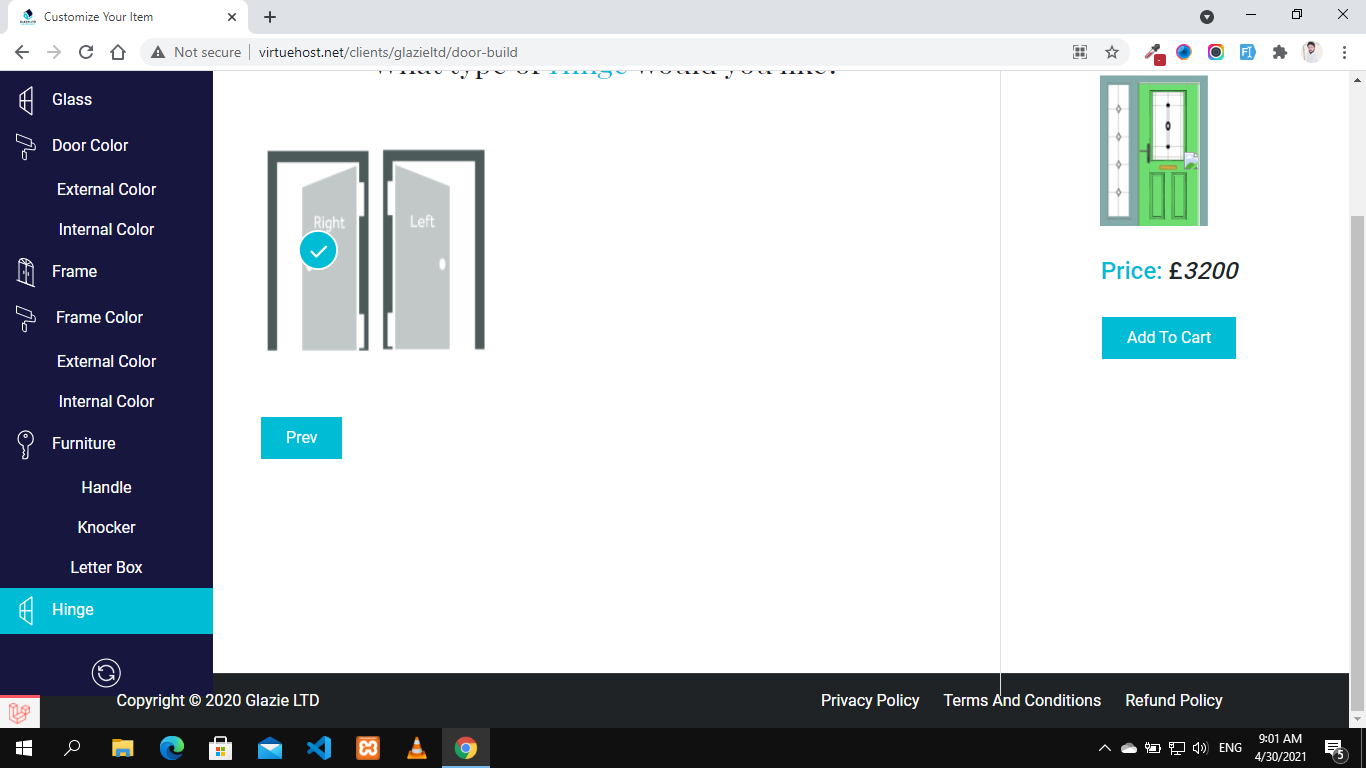 Customize Your Item
Not secure
virtuehost.net/clients/glazieltd/door-build
What type of Hinge would you like?
Glass
Door Color
External Color
Internal Color
Frame
Frame Color
External Color
Internal Color
Furniture
Handle
Knocker
Letter Box
Hinge
Right
Left
Prev
Price: £3200
Add To Cart
Copyright © 2020 Glazie LTD
Privacy Policy
Terms And Conditions
Refund Policy
ENG
9:01 AM
4/30/2021
5